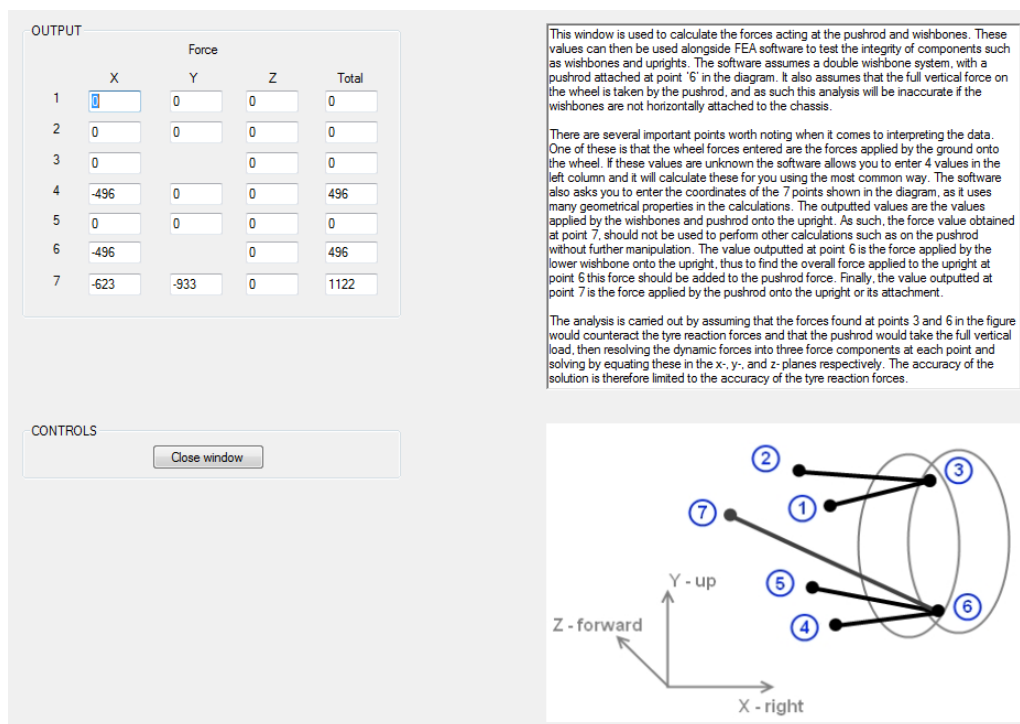 OUTPUT
Force
X Y Z Total
1 0 0 0 0
2 0 0 0 0
3 0 0 0
4 -496 0 0 496
5 0 0 0 0
6 -496 0 496
7 -623 -933 0 1122
CONTROLS
Close window
This window is used to calculate the forces acting at the pushrod and wishbones. These
values can then be used alongside FEA software to test the integrity of components such
as wishbones and uprights. The software assumes a double wishbone system, with a
pushrod attached at point '6' in the diagram. It also assumes that the full vertical force on
the wheel is taken by the pushrod, and as such this analysis will be inaccurate if the
wishbones are not horizontally attached to the chassis.
There are several important points worth noting when it comes to interpreting the data.
One of these is that the wheel forces entered are the forces applied by the ground onto
the wheel. If these values are unknown the software allows you to enter 4 values in the
left column and it will calculate these for you using the most common way. The software
also asks you to enter the coordinates of the 7 points shown in the diagram, as it uses
many geometrical properties in the calculations. The outputted values are the values
applied by the wishbones and pushrod onto the upright. As such, the force value obtained
at point 7, should not be used to perform other calculations such as on the pushrod
without further manipulation. The value outputted at point 6 is the force applied by the
lower wishbone onto the upright, thus to find the overall force applied to the upright at
point 6 this force should be added to the pushrod force. Finally, the value outputted at
point 7 is the force applied by the pushrod onto the upright or its attachment.
The analysis is carried out by assuming that the forces found at points 3 and 6 in the figure
would counteract the tyre reaction forces and that the pushrod would take the full vertical
load, then resolving the dynamic forces into three force components at each point and
solving by equating these in the x-, y-, and z- planes respectively. The accuracy of the
solution is therefore limited to the accuracy of the tyre reaction forces.
2
3
1
7
5
6
4
Y - up
Z - forward
X - right